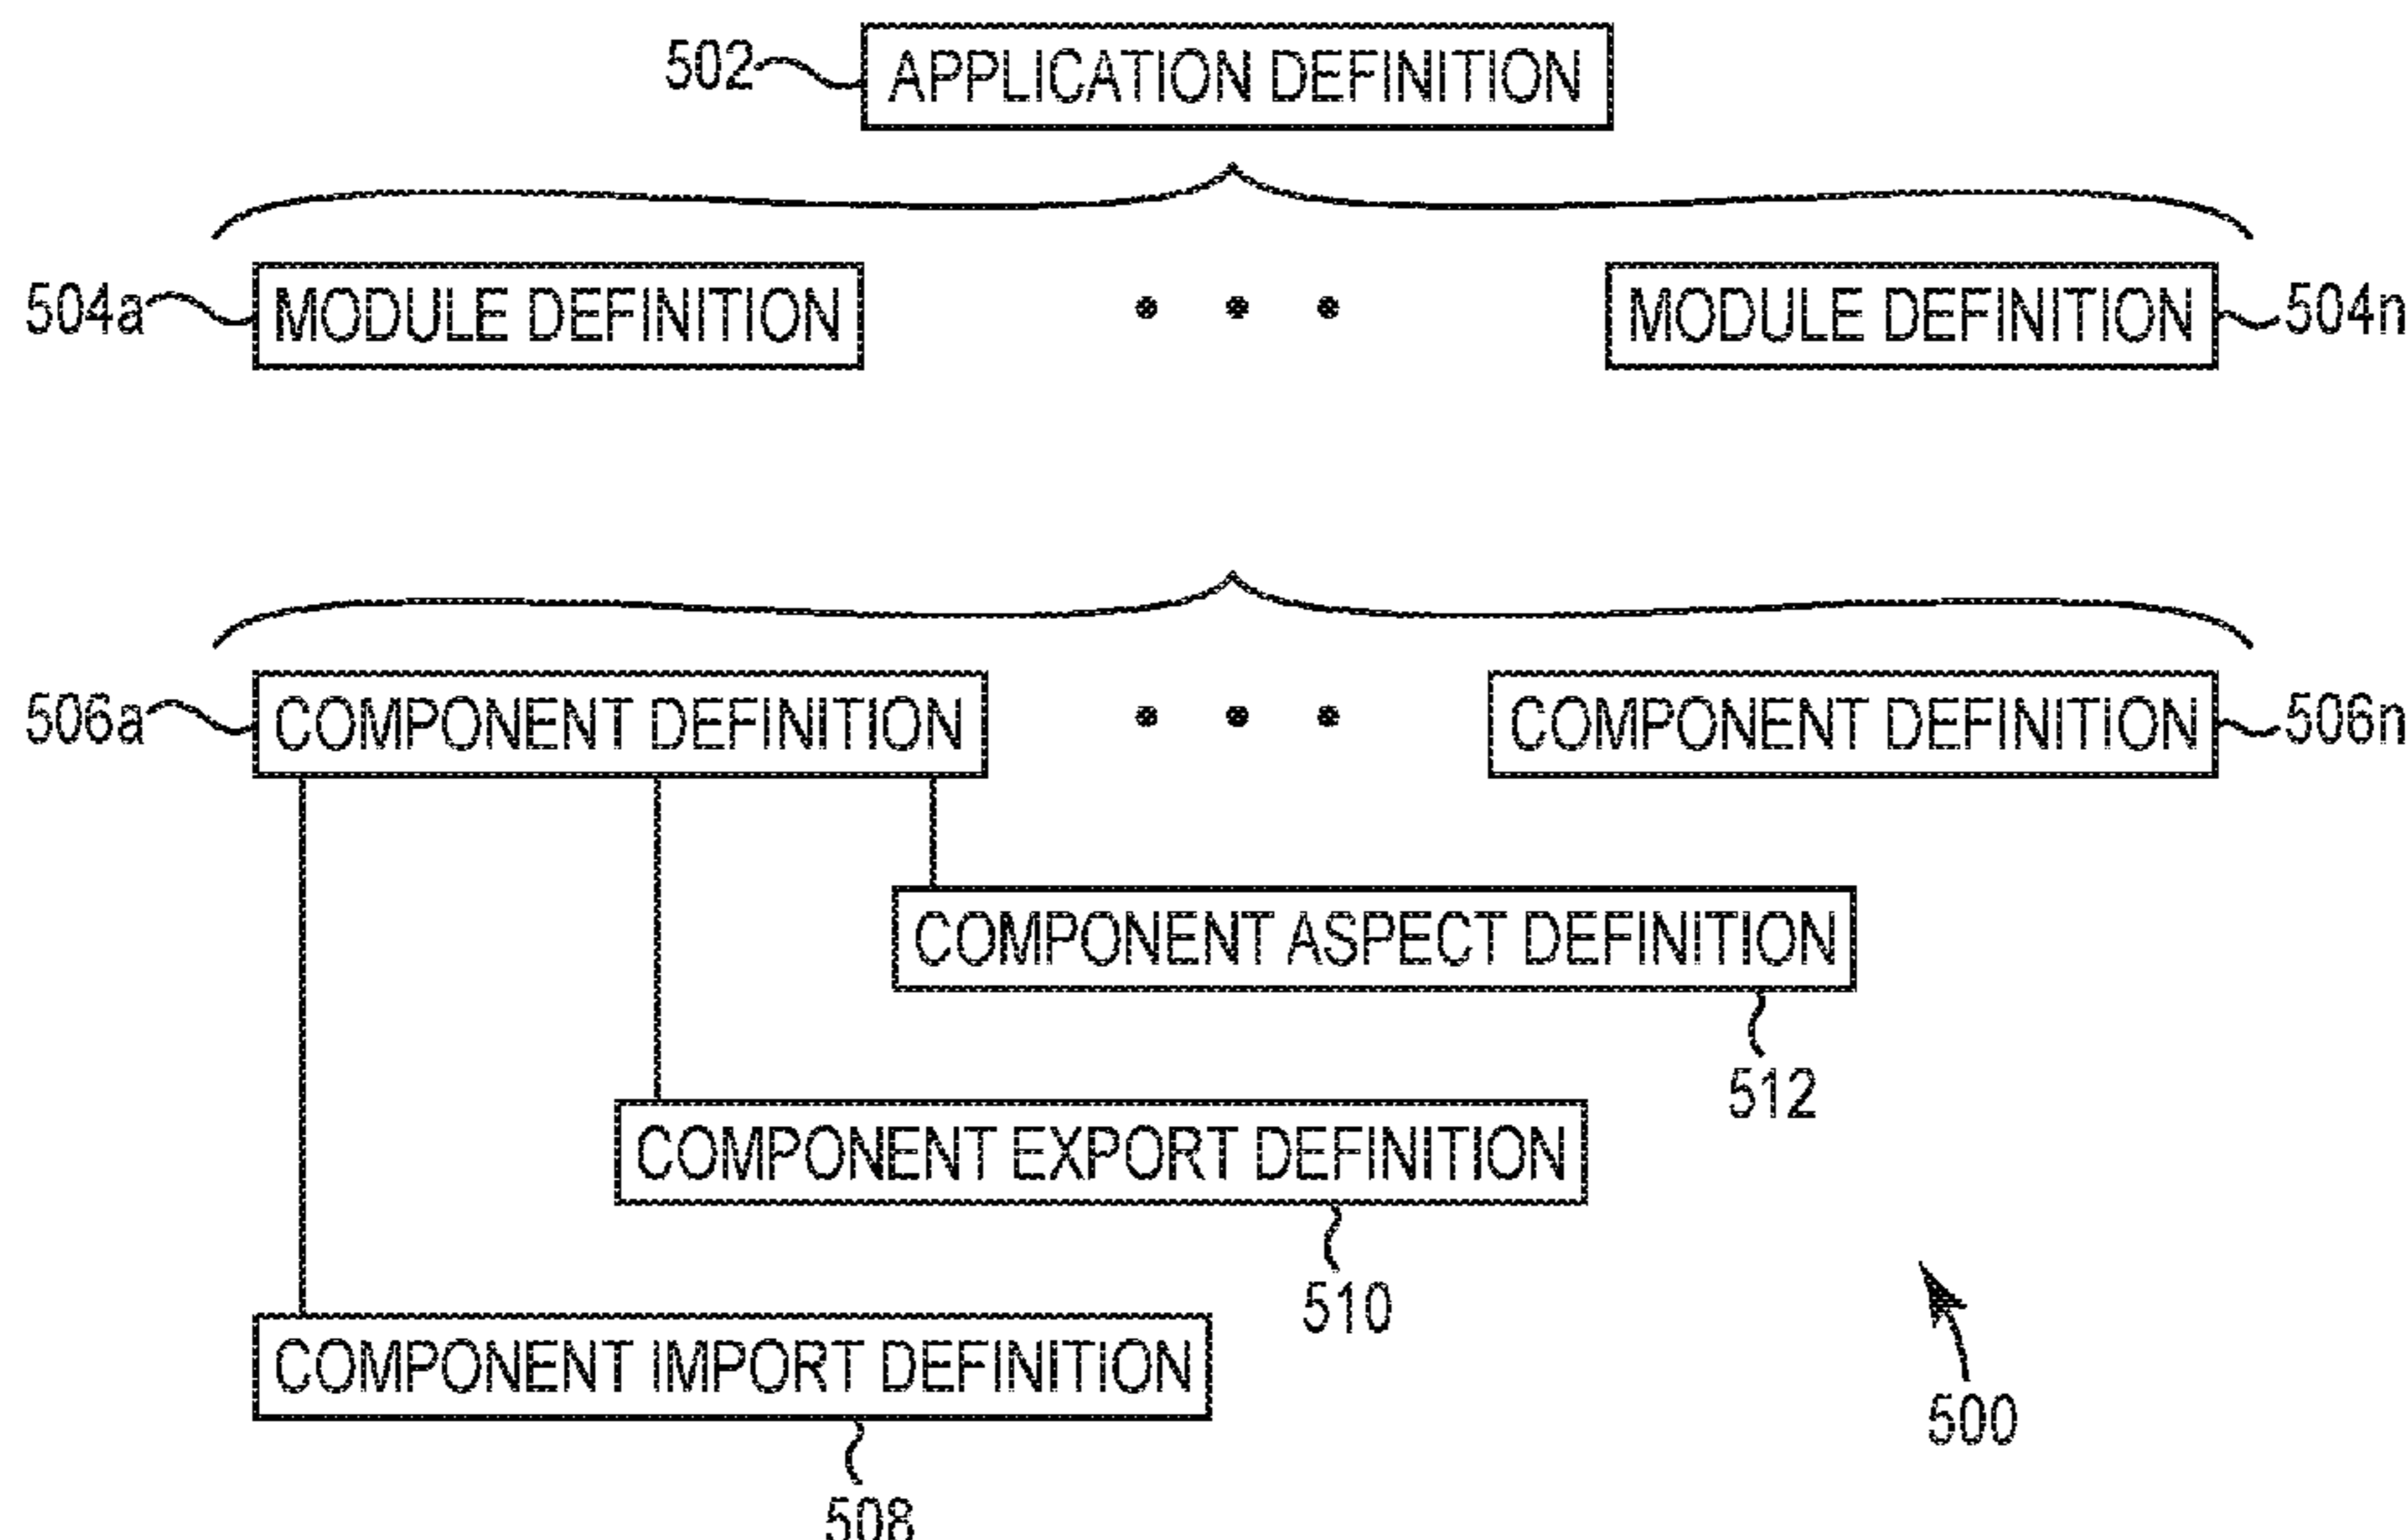 502 APPLICATION DEFINITION
504a MODULE DEFINITION • • • MODULE DEFINITION 504n
506a COMPONENT DEFINITION • • • COMPONENT DEFINITION 506n
COMPONENT ASPECT DEFINITION
512
COMPONENT EXPORT DEFINITION
510
COMPONENT IMPORT DEFINITION
508
500